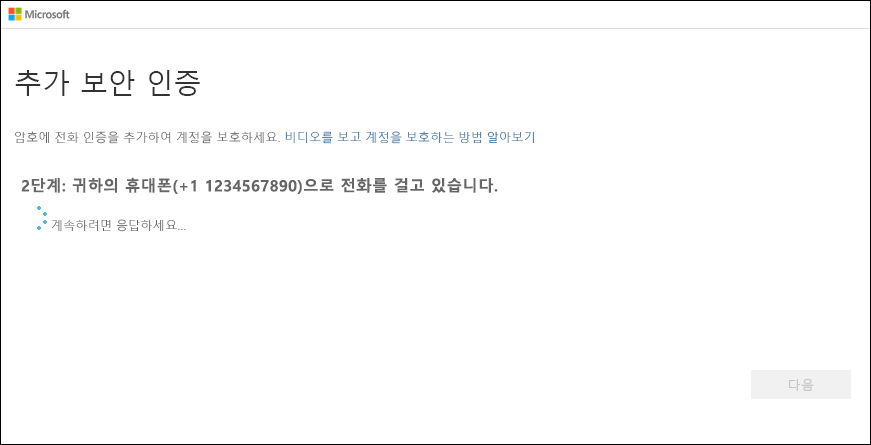 Microsoft
추가 보안 인증
암호에 전화 인증을 추가하여 계정을 보호하세요. 비디오를 보고 계정을 보호하는 방법 알아보기
2단계: 귀하의 휴대폰(+1 1234567890)으로 전화를 걸고 있습니다.
계속하려면 응답하세요...
다음